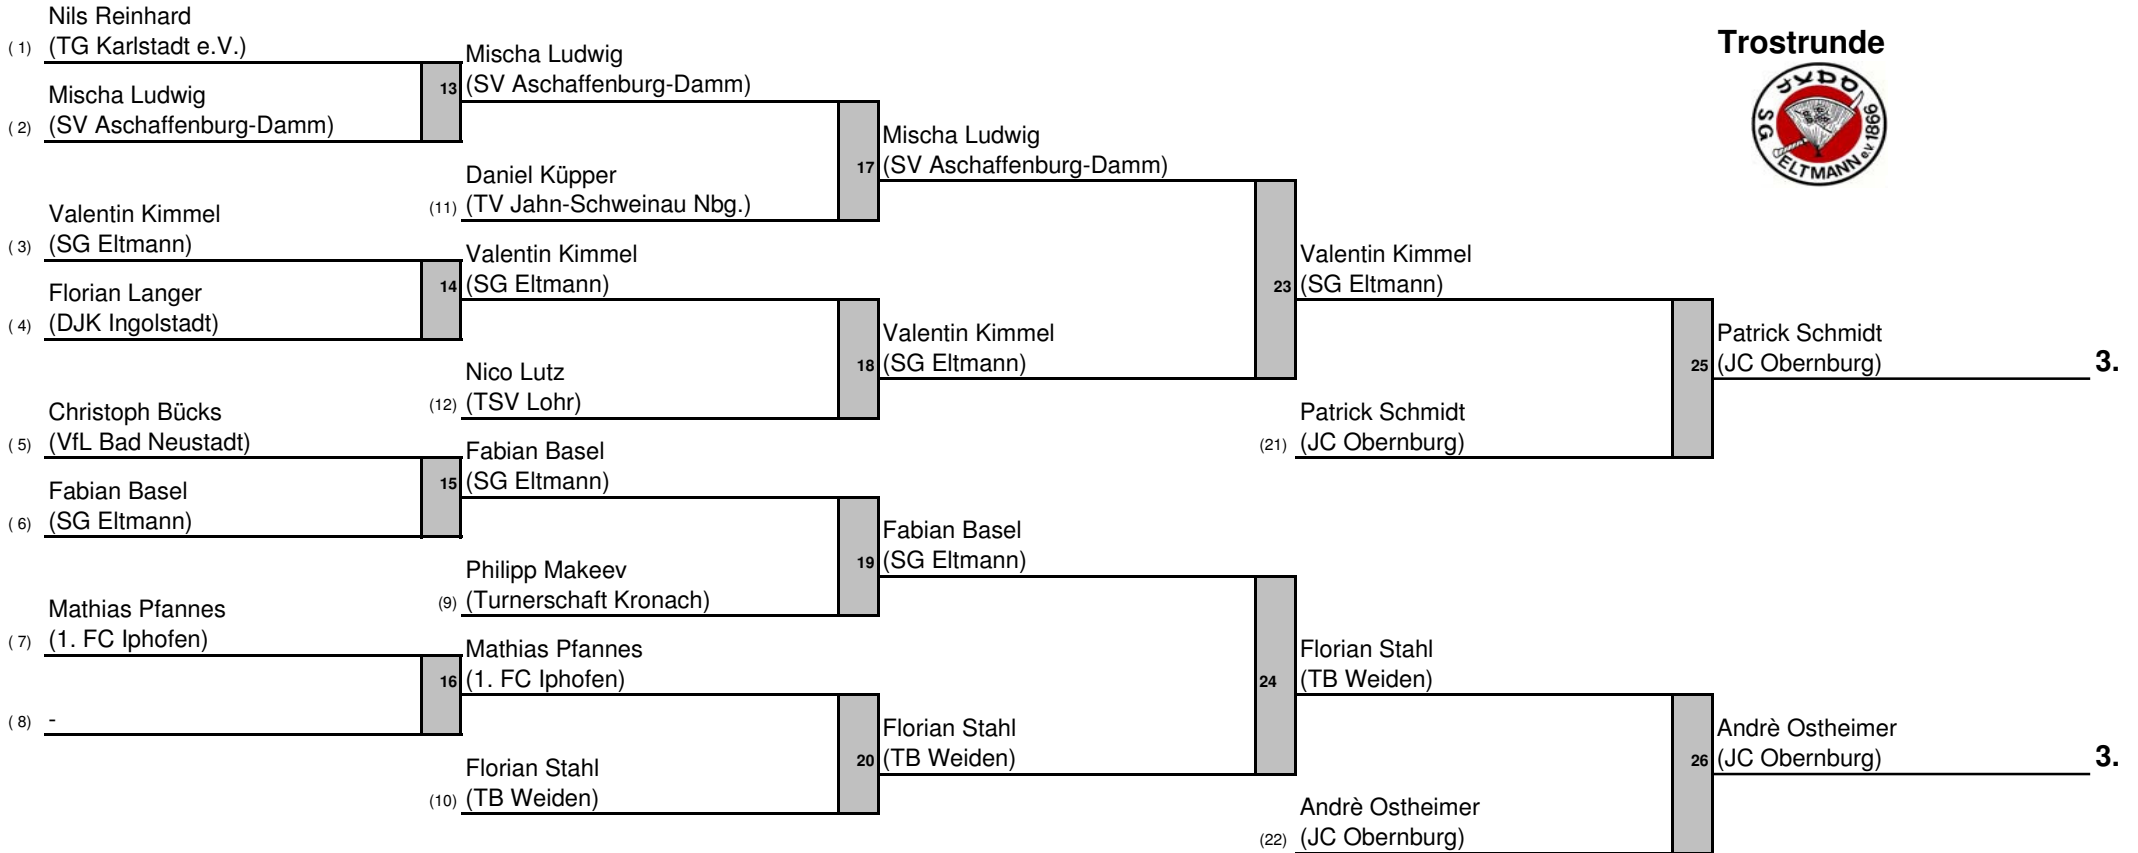 Nils Reinhard
( 1) (TG Karlstadt e.V.)
Mischa Ludwig
( 2) (SV Aschaffenburg-Damm)
Valentin Kimmel
( 3) (SG Eltmann)
Florian Langer
( 4) (DJK Ingolstadt)
Christoph Bücks
( 5) (VfL Bad Neustadt)
Fabian Basel
( 6) (SG Eltmann)
Mathias Pfannes
( 7) (1. FC Iphofen)
( 8) -
Mischa Ludwig
13 (SV Aschaffenburg-Damm)
Daniel Küpper
(11) (TV Jahn-Schweinau Nbg.)
Valentin Kimmel
14 (SG Eltmann)
Nico Lutz
(12) (TSV Lohr)
Fabian Basel
15 (SG Eltmann)
Philipp Makeev
(9) (Turnerschaft Kronach)
Mathias Pfannes
16 (1. FC Iphofen)
Florian Stahl
(10) (TB Weiden)
Mischa Ludwig
17 (SV Aschaffenburg-Damm)
Valentin Kimmel
18 (SG Eltmann)
Fabian Basel
19 (SG Eltmann)
Florian Stahl
20 (TB Weiden)
Valentin Kimmel
23 (SG Eltmann)
Patrick Schmidt
(21) (JC Obernburg)
Florian Stahl
24 (TB Weiden)
Andrè Ostheimer
(22) (JC Obernburg)
Trostrunde
JUDO
SG ELTMANN e.V. 1866
Patrick Schmidt
25 (JC Obernburg) 3.
Andrè Ostheimer
26 (JC Obernburg) 3.